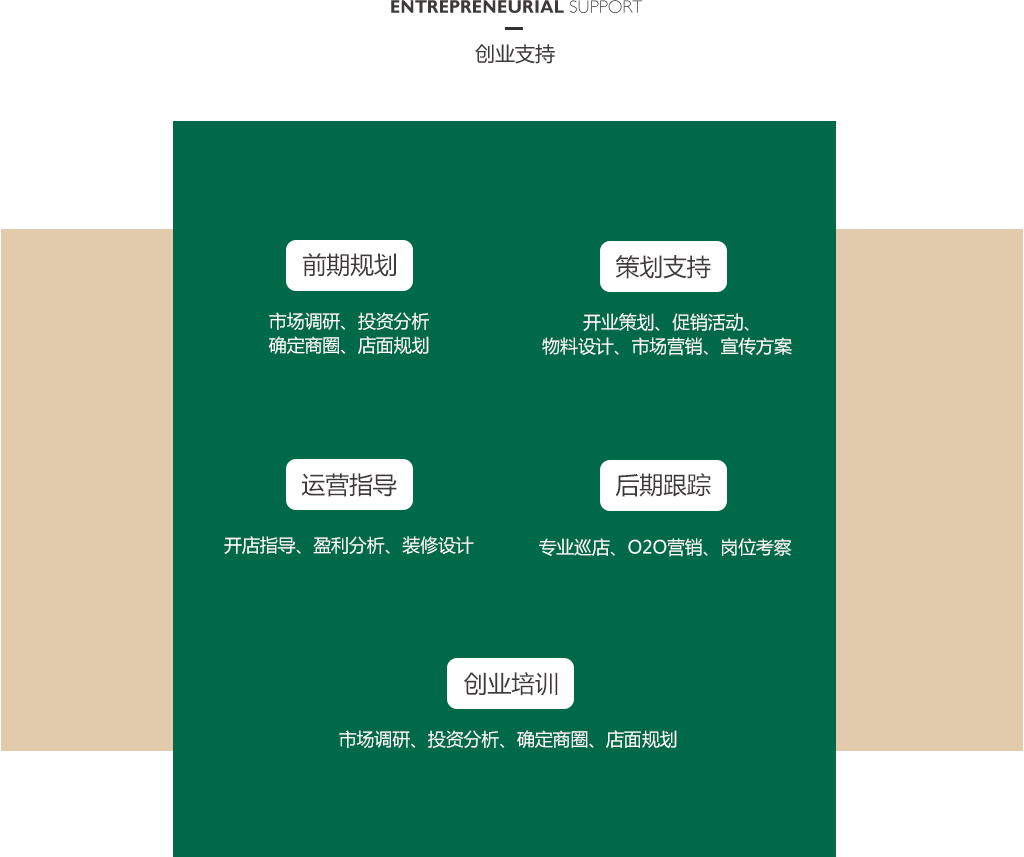 ENTREPRENEURIAL SUPPORT
创业支持
前期规划
市场调研、投资分析
确定商圈、店面规划
策划支持
开业策划、促销活动、
物料设计、市场营销、宣传方案
运营指导
开店指导、盈利分析、装修设计
后期跟踪
专业巡店、O2O营销、岗位考察
创业培训
市场调研、投资分析、确定商圈、店面规划